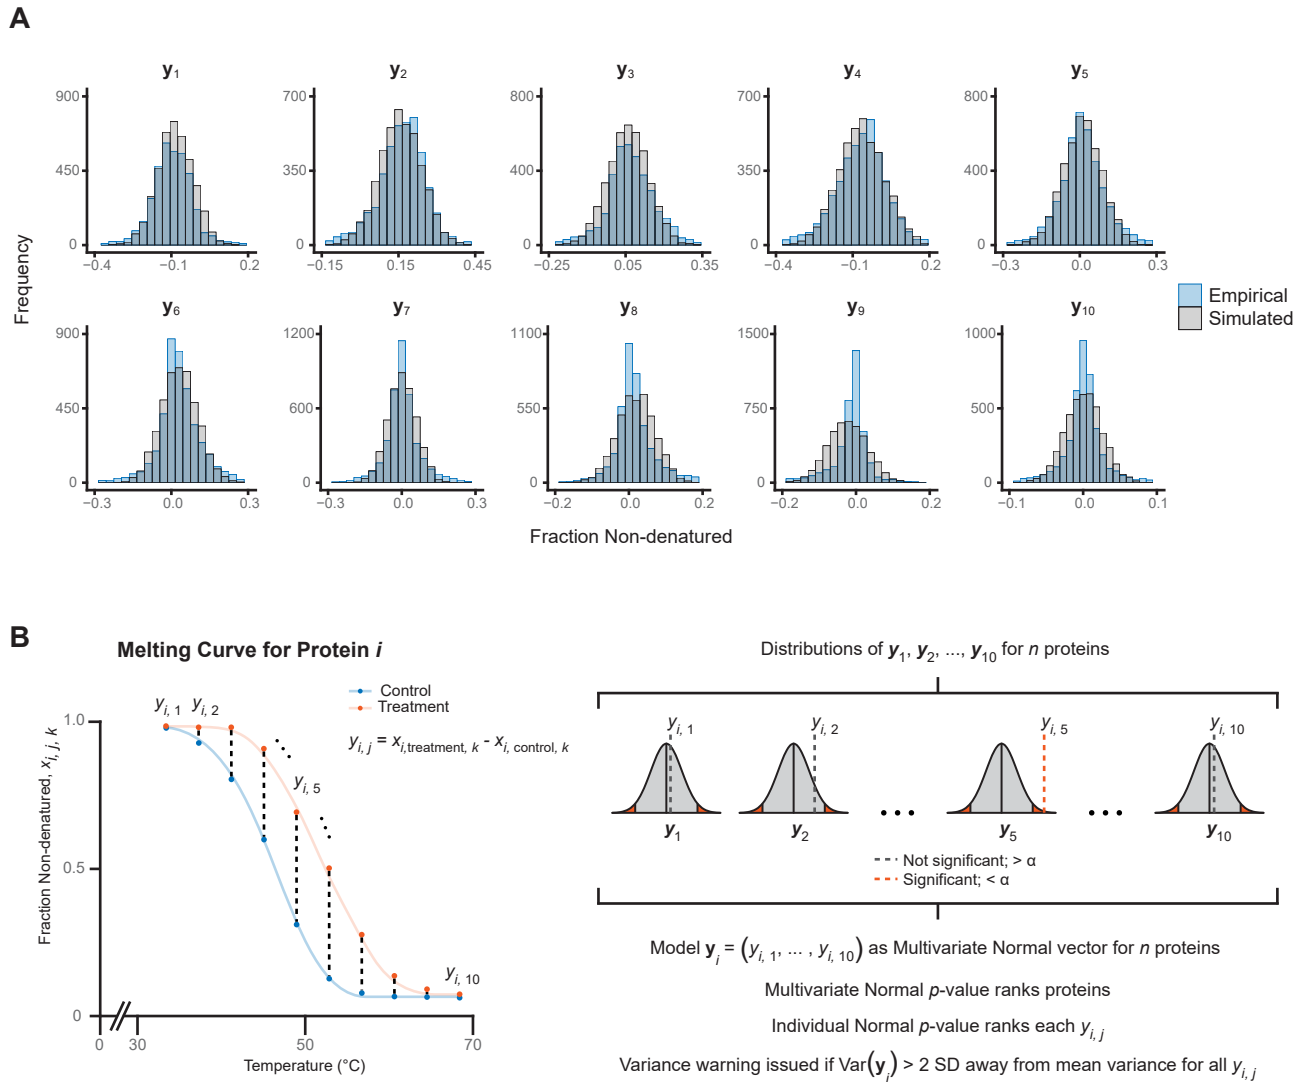 A
y1
y2
y3
y4
y5
900
450
0
−0.4
−0.1
0.2
700
350
0
−0.15
0.15
0.45
800
400
0
−0.25
0.05
0.35
700
350
0
−0.4
−0.1
0.2
800
400
0
−0.3
0.0
0.3
Frequency
Empirical
Simulated
y6
y7
y8
y9
y10
900
450
0
−0.3
0.0
0.3
1200
600
0
−0.3
0.0
0.3
1100
550
0
−0.2
0.0
0.2
1500
750
0
−0.2
0.0
0.2
1000
500
0
−0.1
0.0
0.1
Fraction Non-denatured
B
Melting Curve for Protein i
Control
Treatment
yi, j = xi,treatment, k - xi, control, k
yi, 1
yi, 2
yi, 5
yi, 10
Fraction Non-denatured, xi, j, k
1.0
0.5
0
0
30
50
70
Temperature (°C)
Distributions of y1, y2, ..., y10 for n proteins
yi, 1
yi, 2
yi, 5
yi, 10
y1
y2
y5
y10
Not significant; > α
Significant; < α
Model yi = (yi, 1, ... , yi, 10) as Multivariate Normal vector for n proteins
Multivariate Normal p-value ranks proteins
Individual Normal p-value ranks each yi, j
Variance warning issued if Var(yi) > 2 SD away from mean variance for all yi, j